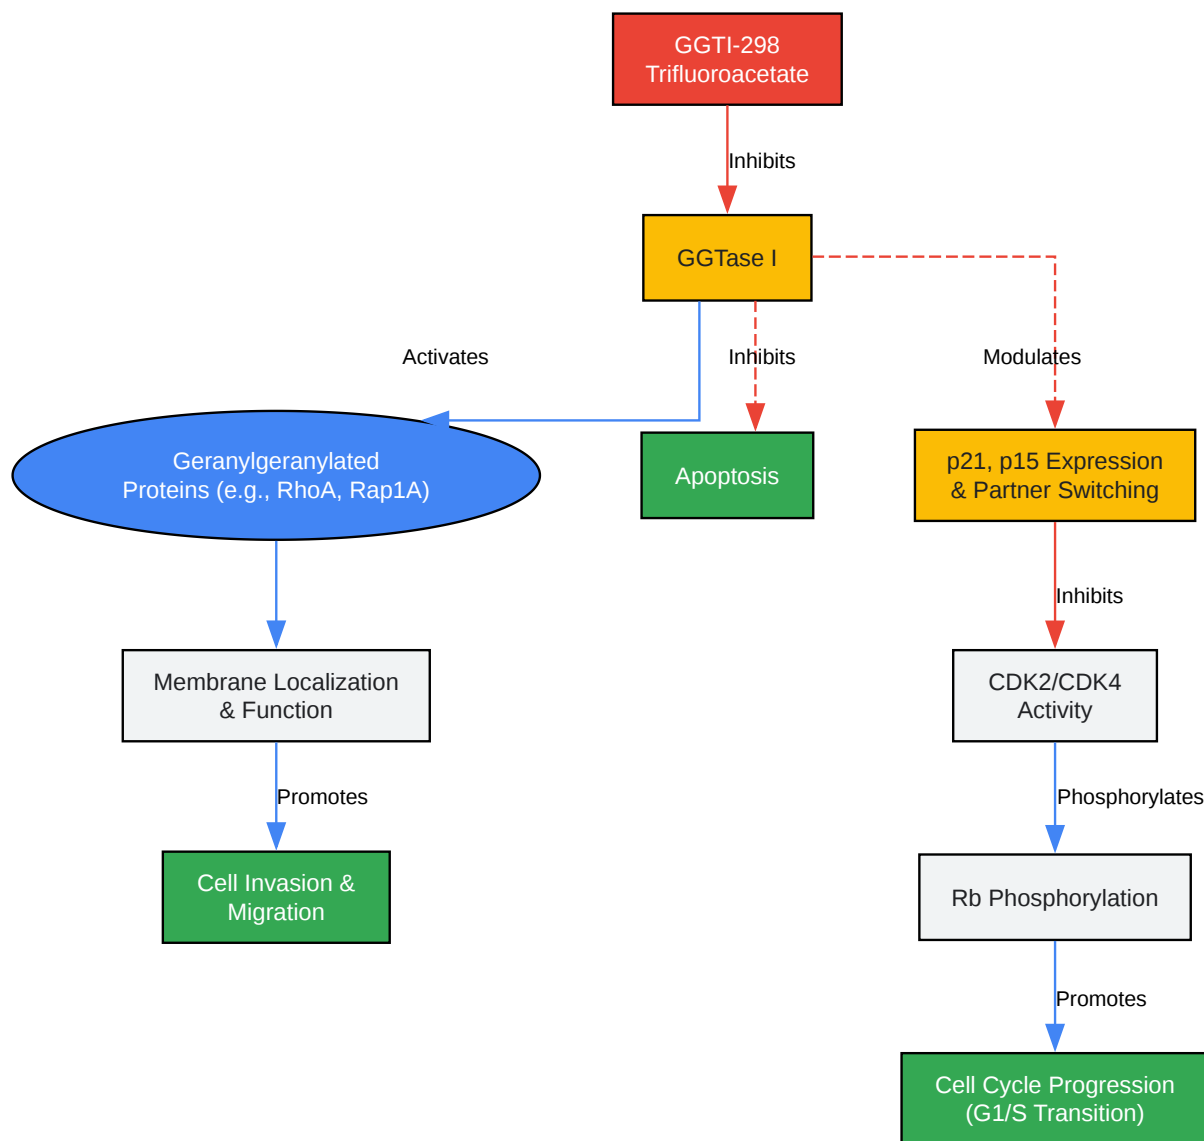 GGTI-298
Trifluoroacetate
Inhibits
GGTase I
Activates
Inhibits
Modulates
Geranylgeranylated
Proteins (e.g., RhoA, Rap1A)
Apoptosis
p21, p15 Expression
& Partner Switching
Inhibits
Membrane Localization
& Function
CDK2/CDK4
Activity
Promotes
Phosphorylates
Cell Invasion &
Migration
Rb Phosphorylation
Promotes
Cell Cycle Progression
(G1/S Transition)